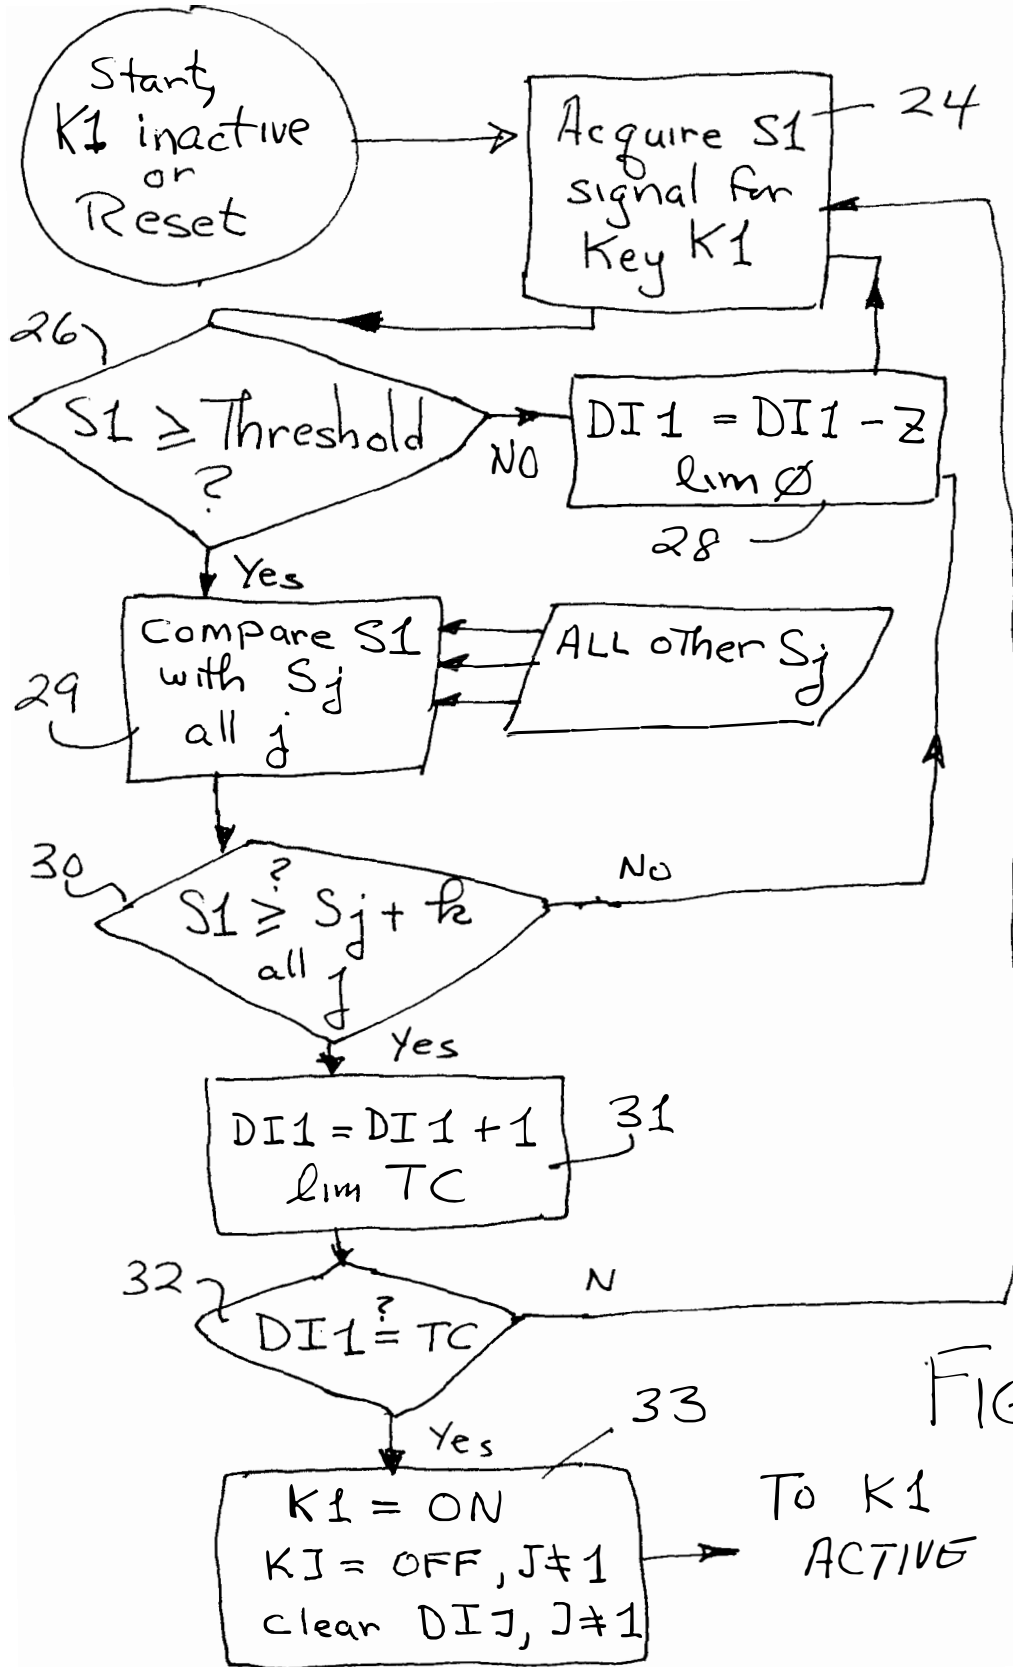 Start,
K1 inactive
or
Reset
Acquire S1
signal for
Key K1
24
26
S1 ≥ Threshold
?
NO
DI1 = DI1 - Z
lim Ø
28
Yes
Compare S1
with Sj
all j
29
ALL other Sj
30
?
S1 ≥ Sj + k
all j
No
Yes
DI1 = DI1 + 1
lim TC
31
32
?
DI1 = TC
N
Yes
33
K1 = ON
KJ = OFF, J≠1
Clear DIJ, J≠1
To K1
ACTIVE
FIG